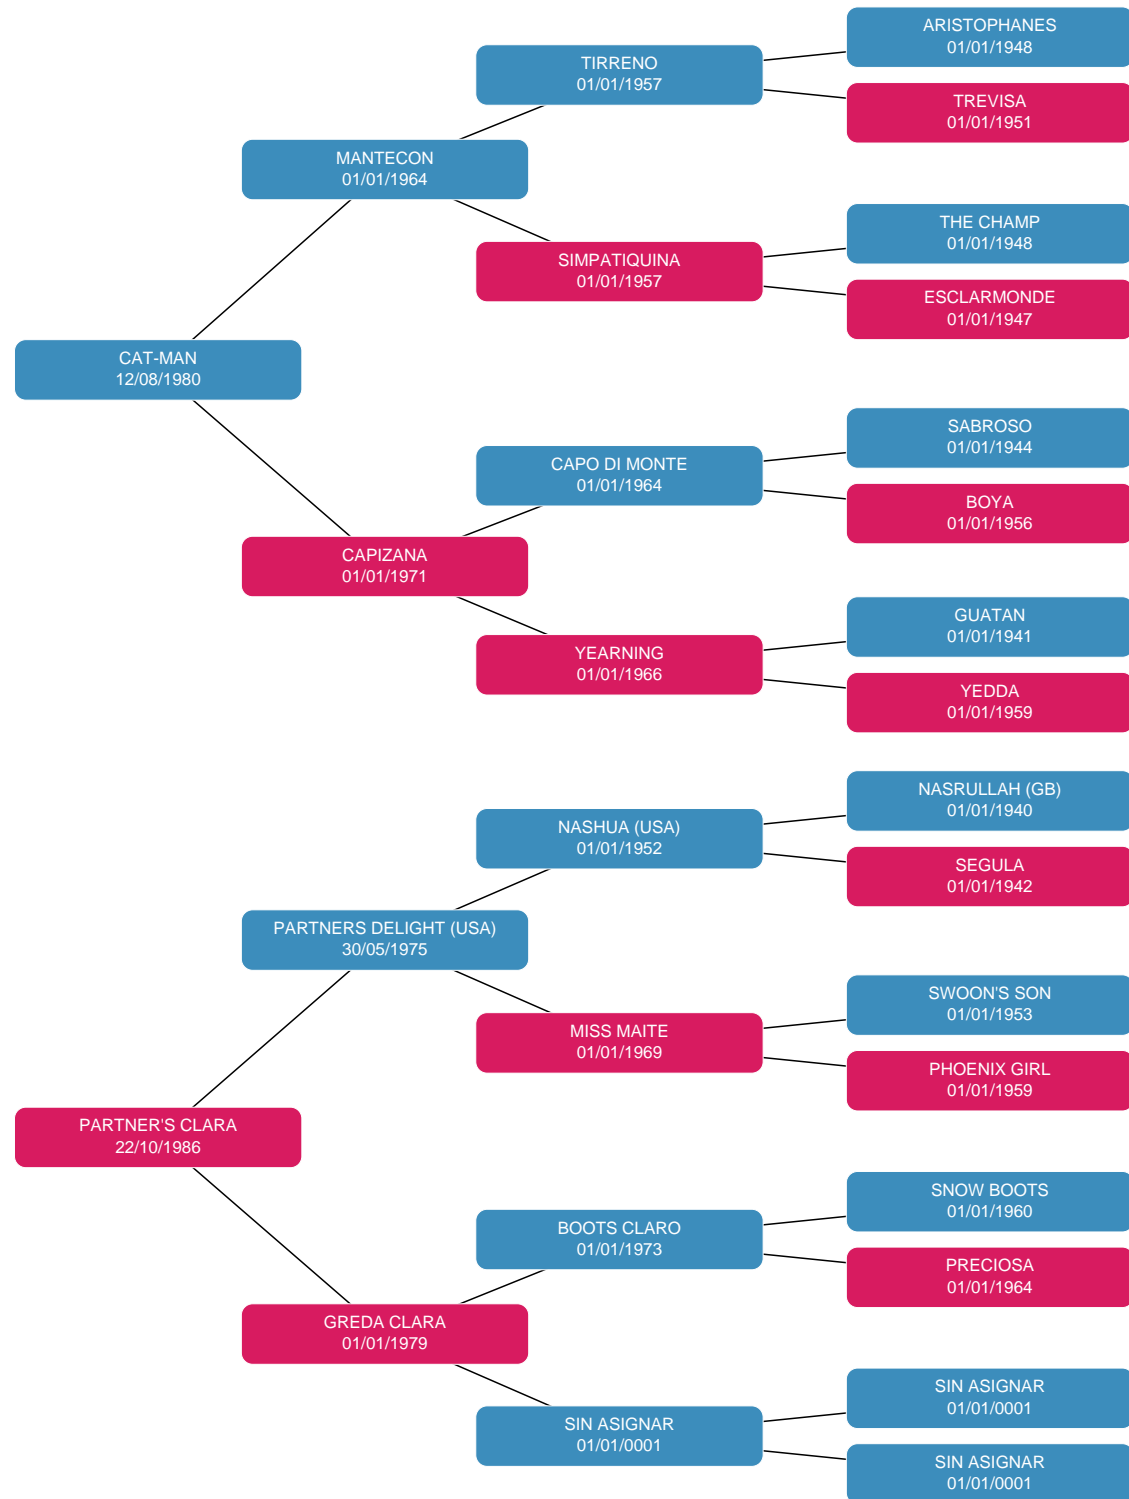 ARISTOPHANES
01/01/1948
TIRRENO
01/01/1957
TREVISA
01/01/1951
MANTECON
01/01/1964
THE CHAMP
01/01/1948
SIMPATIQUINA
01/01/1957
ESCLARMONDE
01/01/1947
CAT-MAN
12/08/1980
SABROSO
01/01/1944
CAPO DI MONTE
01/01/1964
BOYA
01/01/1956
CAPIZANA
01/01/1971
GUATAN
01/01/1941
YEARNING
01/01/1966
YEDDA
01/01/1959
NASRULLAH (GB)
01/01/1940
NASHUA (USA)
01/01/1952
SEGULA
01/01/1942
PARTNERS DELIGHT (USA)
30/05/1975
SWOON'S SON
01/01/1953
MISS MAITE
01/01/1969
PHOENIX GIRL
01/01/1959
PARTNER'S CLARA
22/10/1986
SNOW BOOTS
01/01/1960
BOOTS CLARO
01/01/1973
PRECIOSA
01/01/1964
GREDA CLARA
01/01/1979
SIN ASIGNAR
01/01/0001
SIN ASIGNAR
01/01/0001
SIN ASIGNAR
01/01/0001